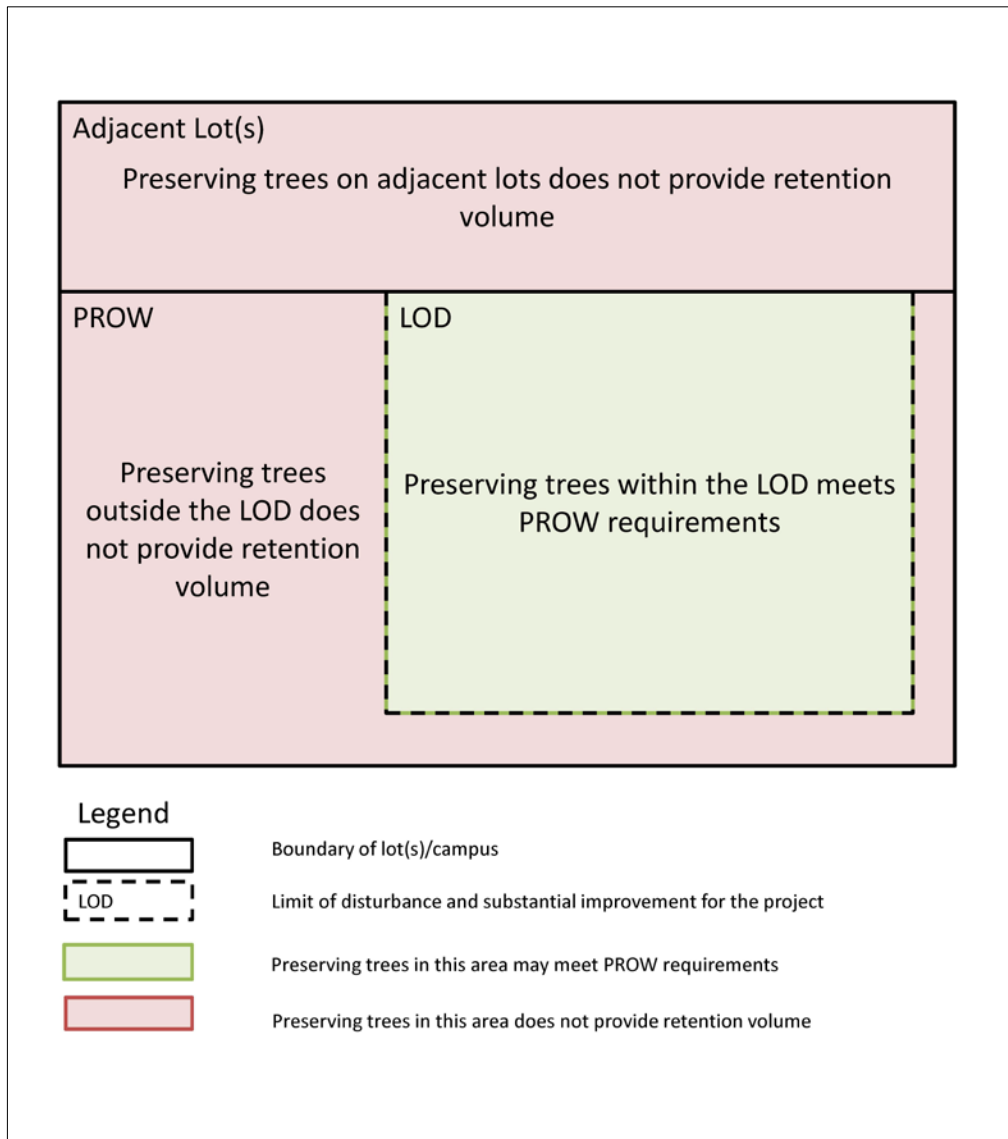 Adjacent Lot(s)
Preserving trees on adjacent lots does not provide retention
volume
PROW
LOD
Preserving trees
outside the LOD does
not provide retention
volume
Preserving trees within the LOD meets
PROW requirements
Legend
Boundary of lot(s)/campus
LOD
Limit of disturbance and substantial improvement for the project
Preserving trees in this area may meet PROW requirements
Preserving trees in this area does not provide retention volume